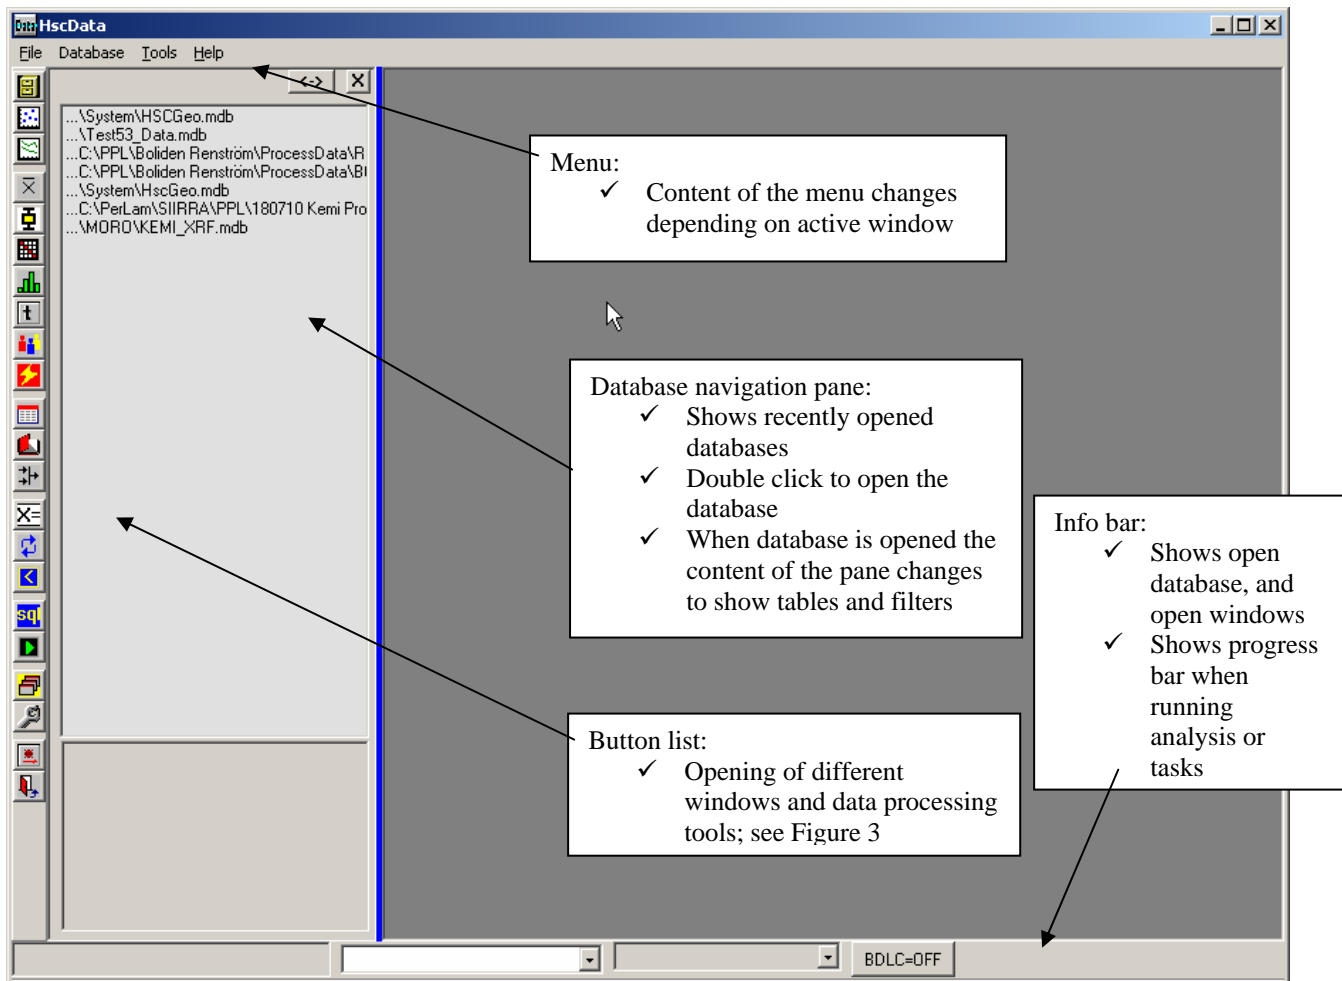 HscData
File Database Tools Help
<->
X
...\System\HSCGeo.mdb
...\Test53_Data.mdb
...C:\PPL\Boliden Renström\ProcessData\R
...C:\PPL\Boliden Renström\ProcessData\B
...\System\HscGeo.mdb
...C:\PerLam\SIIRRA\PPL\180710 Kemi Pro
...\MORO\KEMI_XRF.mdb
Menu:
✓ Content of the menu changes
depending on active window
Database navigation pane:
✓ Shows recently opened
databases
✓ Double click to open the
database
✓ When database is opened the
content of the pane changes
to show tables and filters
Info bar:
✓ Shows open
database, and
open windows
✓ Shows progress
bar when
running
analysis or
tasks
Button list:
✓ Opening of different
windows and data processing
tools; see Figure 3
t
X=
sql
BDLC=OFF